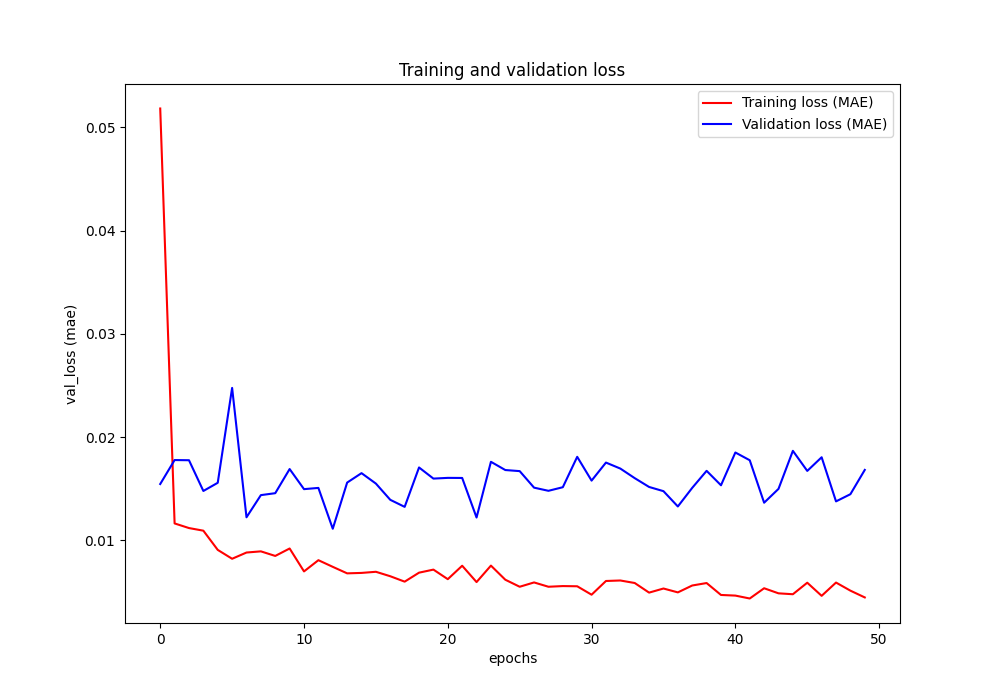 Training and validation loss
Training loss (MAE)
Validation loss (MAE)
val_loss (mae)
0.05
0.04
0.03
0.02
0.01
0 10 20 30 40 50
epochs